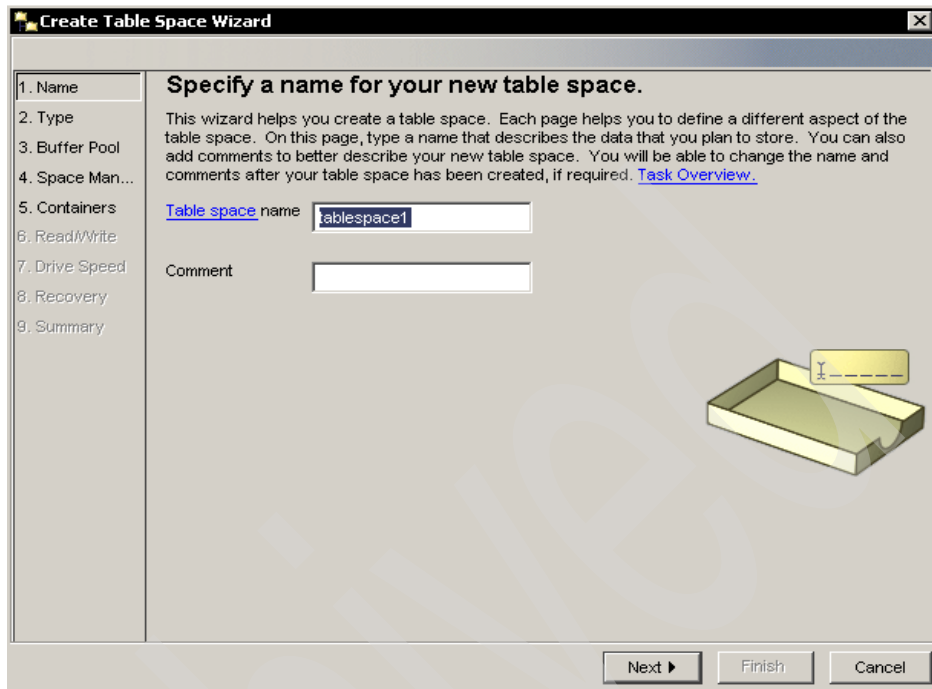 Create Table Space Wizard
1. Name
2. Type
3. Buffer Pool
4. Space Man...
5. Containers
6. Read/Write
7. Drive Speed
8. Recovery
9. Summary
Specify a name for your new table space.
This wizard helps you create a table space. Each page helps you to define a different aspect of the
table space. On this page, type a name that describes the data that you plan to store. You can also
add comments to better describe your new table space. You will be able to change the name and
comments after your table space has been created, if required. Task Overview.
Table space name tablespace1
Comment
Next
Finish
Cancel